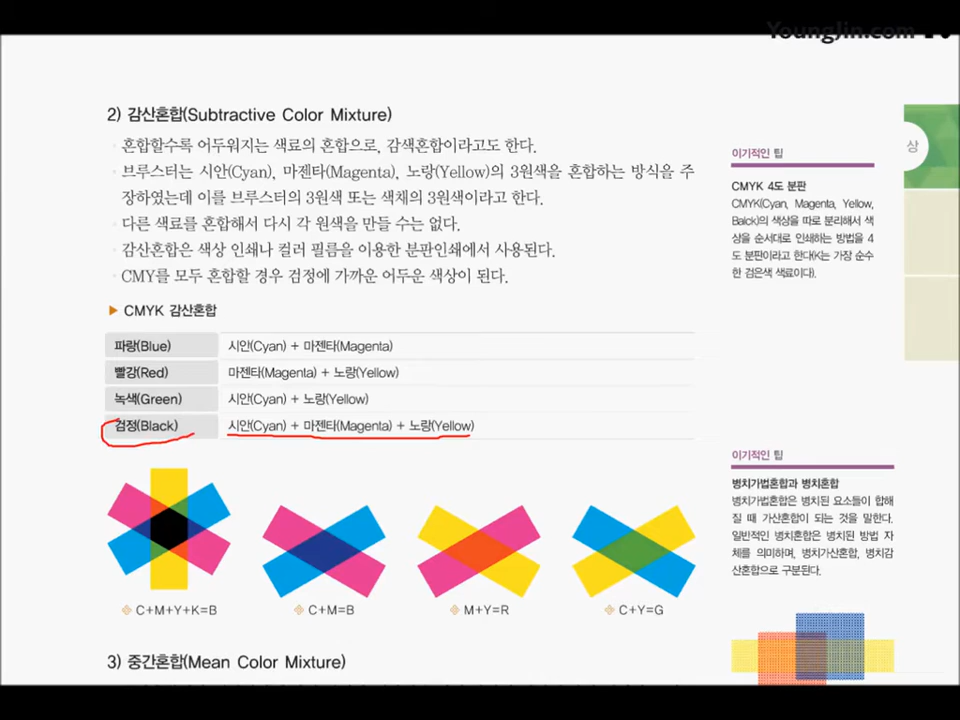 YoungJin.com
2) 감산혼합(Subtractive Color Mixture)
혼합할수록 어두워지는 색료의 혼합으로, 감색혼합이라고도 한다.
브루스터는 시안(Cyan), 마젠타(Magenta), 노랑(Yellow)의 3원색을 혼합하는 방식을 주
장하였는데 이를 브루스터의 3원색 또는 색채의 3원색이라고 한다.
다른 색료를 혼합해서 다시 각 원색을 만들 수는 없다.
감산혼합은 색상 인쇄나 컬러 필름을 이용한 분판인쇄에서 사용된다.
CMY를 모두 혼합할 경우 검정에 가까운 어두운 색상이 된다.
▶ CMYK 감산혼합
파랑(Blue) 시안(Cyan) + 마젠타(Magenta)
빨강(Red) 마젠타(Magenta) + 노랑(Yellow)
녹색(Green) 시안(Cyan) + 노랑(Yellow)
검정(Black) 시안(Cyan) + 마젠타(Magenta) + 노랑(Yellow)
C+M+Y+K=B
C+M=B
M+Y=R
C+Y=G
3) 중간혼합(Mean Color Mixture)
이기적인 팁
CMYK 4도 분판
CMYK(Cyan, Magenta, Yellow,
Balck)의 색상을 따로 분리해서 색
상을 순서대로 인쇄하는 방법을 4
도 분판이라고 한다(K는 가장 순수
한 검은색 색료이다).
이기적인 팁
병치가법혼합과 병치혼합
병치가법혼합은 병치된 요소들이 합해
질 때 가산혼합이 되는 것을 말한다.
일반적인 병치혼합은 병치된 방법 자
체를 의미하며, 병치가산혼합, 병치감
산혼합으로 구분된다.
상